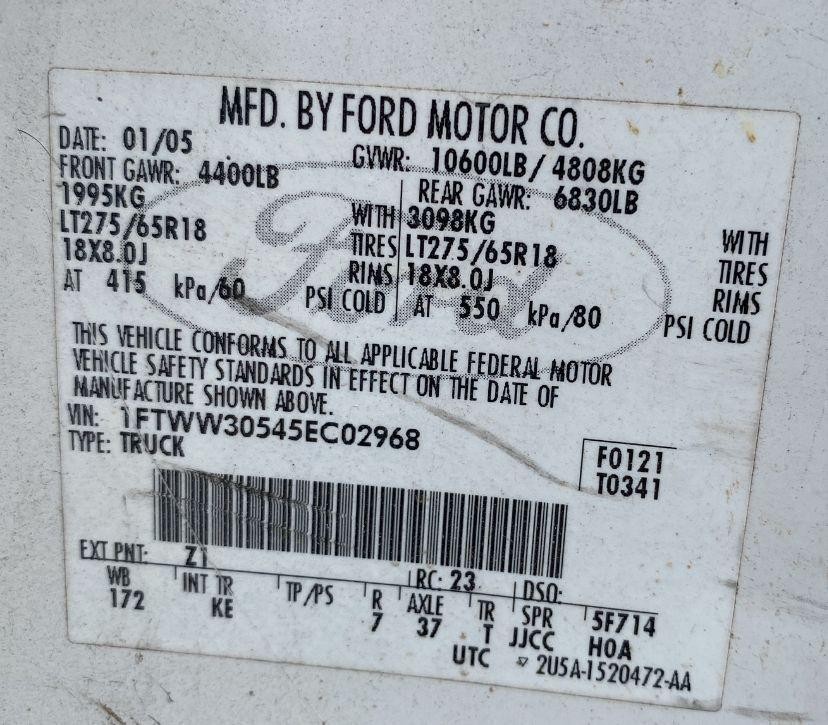 MFD. BY FORD MOTOR CO.
DATE: 01/05 GVWR: 10600LB/ 4808KG
FRONT GAWR: 4400LB REAR GAWR: 6830LB
1995KG WITH 3098KG WITH
LT275/65R18 TIRES LT275/65R18 TIRES
18X8.0J RIMS 18X8.0J RIMS
AT 415 kPa/60 PSI COLD AT 550 kPa/80 PSI COLD
Ford
THIS VEHICLE CONFORMS TO ALL APPLICABLE FEDERAL MOTOR
VEHICLE SAFETY STANDARDS IN EFFECT ON THE DATE OF
MANUFACTURE SHOWN ABOVE.
VIN: 1FTWW30545EC02968
TYPE: TRUCK
F0121
T0341
EXT PNT: Z1 RC: 23 DSO:
WB INT TR TP/PS R AXLE TR SPR 5F714
172 KE 7 37 T JJCC H0A
UTC ▽ 2U5A-1520472-AA